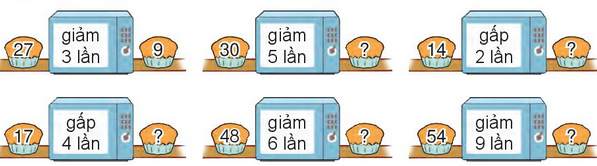 27 giảm 3 lần 9
30 giảm 5 lần ?
14 gấp 2 lần ?
17 gấp 4 lần ?
48 giảm 6 lần ?
54 giảm 9 lần ?